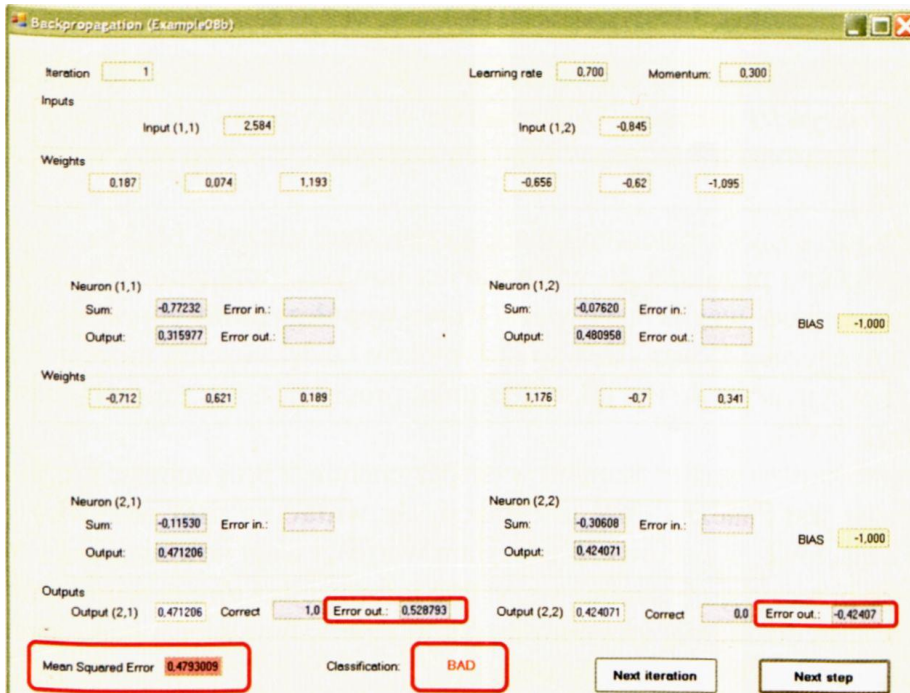 Backpropagation (Example08b)
Iteration 1 Learning rate 0,700 Momentum: 0,300
Inputs
Input (1,1) 2,584 Input (1,2) -0,845
Weights
0,187 0,074 1,193 -0,656 -0,62 -1,095
Neuron (1,1) Neuron (1,2)
Sum: -0,77232 Error in.: Sum: -0,07620 Error in.:
BIAS -1,000
Output: 0,315977 Error out.: Output: 0,480958 Error out.:
Weights
-0,712 0,621 0,189 1,176 -0,7 0,341
Neuron (2,1) Neuron (2,2)
Sum: -0,11530 Error in.: Sum: -0,30608 Error in.:
BIAS -1,000
Output: 0,471206 Output: 0,424071
Outputs
Output (2,1) 0,471206 Correct 1,0 Error out.: 0,528793 Output (2,2) 0,424071 Correct 0,0 Error out.: -0,42407
Mean Squared Error 0,4793009 Classification: BAD Next iteration Next step